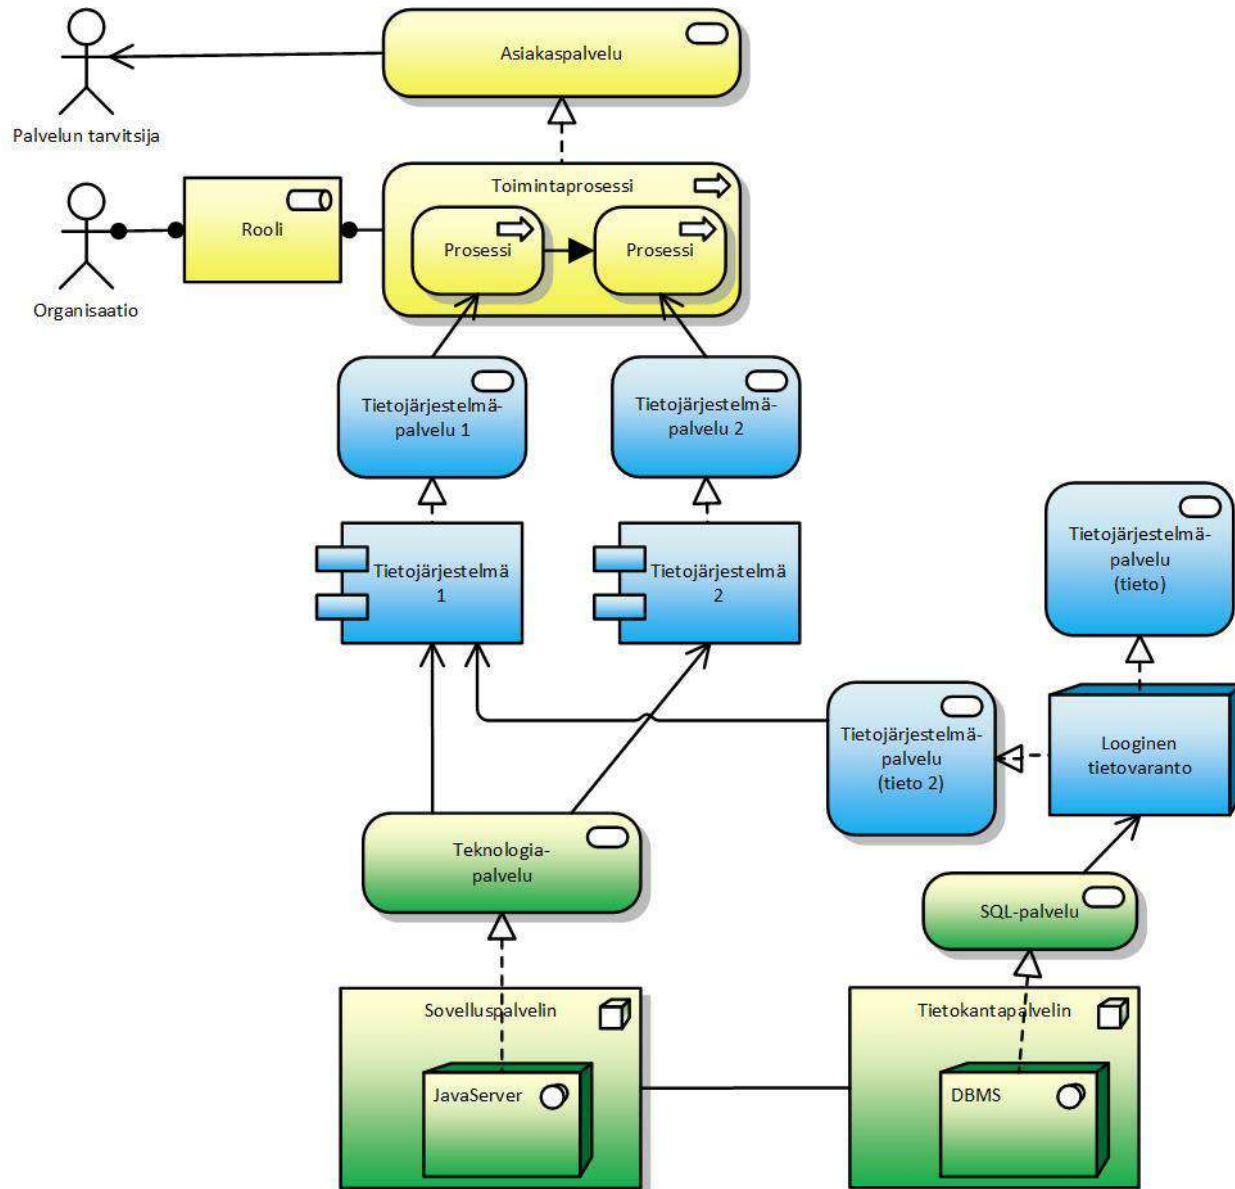 Asiakaspalvelu
Palvelun tarvitsija
Toimintaprosessi
Rooli
Prosessi
Prosessi
Organisaatio
Tietojärjestelmä-
palvelu 1
Tietojärjestelmä-
palvelu 2
Tietojärjestelmä-
palvelu
(tieto)
Tietojärjestelmä
1
Tietojärjestelmä
2
Tietojärjestelmä-
palvelu
(tieto 2)
Looginen
tietovaranto
Teknologia-
palvelu
SQL-palvelu
Sovelluspalvelin
Tietokantapalvelin
JavaServer
DBMS